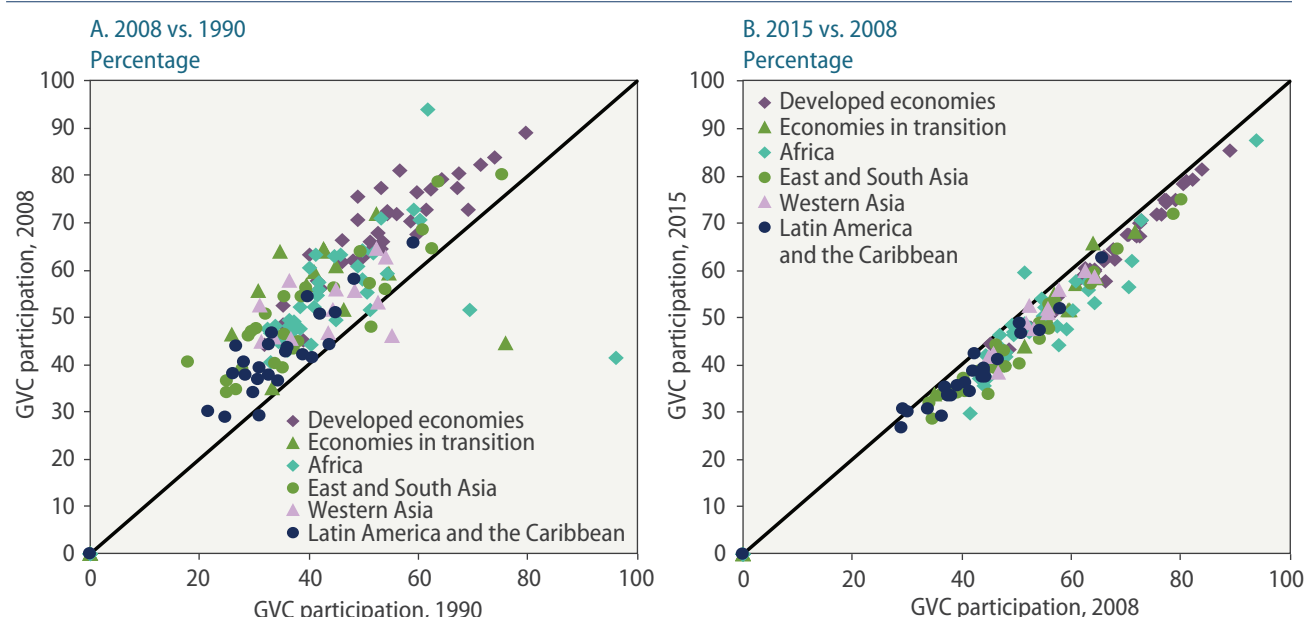 A. 2008 vs. 1990
Percentage
100
90
80
70
60
50
40
30
20
10
0
GVC participation, 2008
0 20 40 60 80 100
GVC participation, 1990
Developed economies
Economies in transition
Africa
East and South Asia
Western Asia
Latin America and the Caribbean
B. 2015 vs. 2008
Percentage
100
90
80
70
60
50
40
30
20
10
0
GVC participation, 2015
0 20 40 60 80 100
GVC participation, 2008
Developed economies
Economies in transition
Africa
East and South Asia
Western Asia
Latin America
and the Caribbean